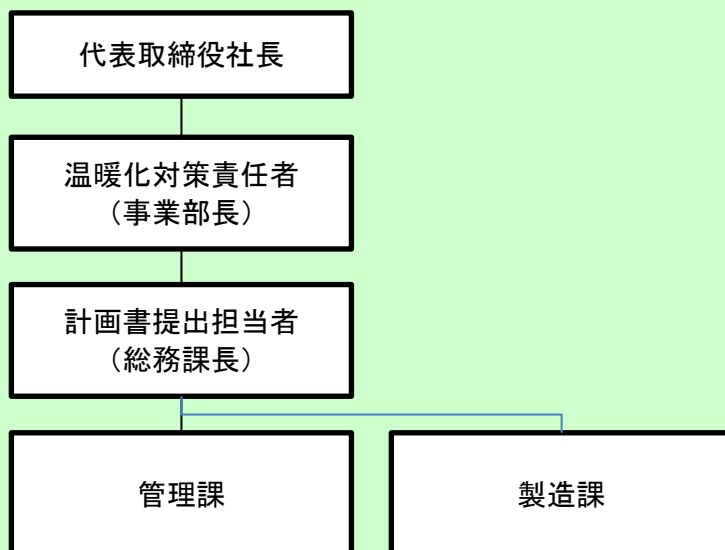 代表取締役社長
温暖化対策責任者
（事業部長）
計画書提出担当者
（総務課長）
管理課
製造課